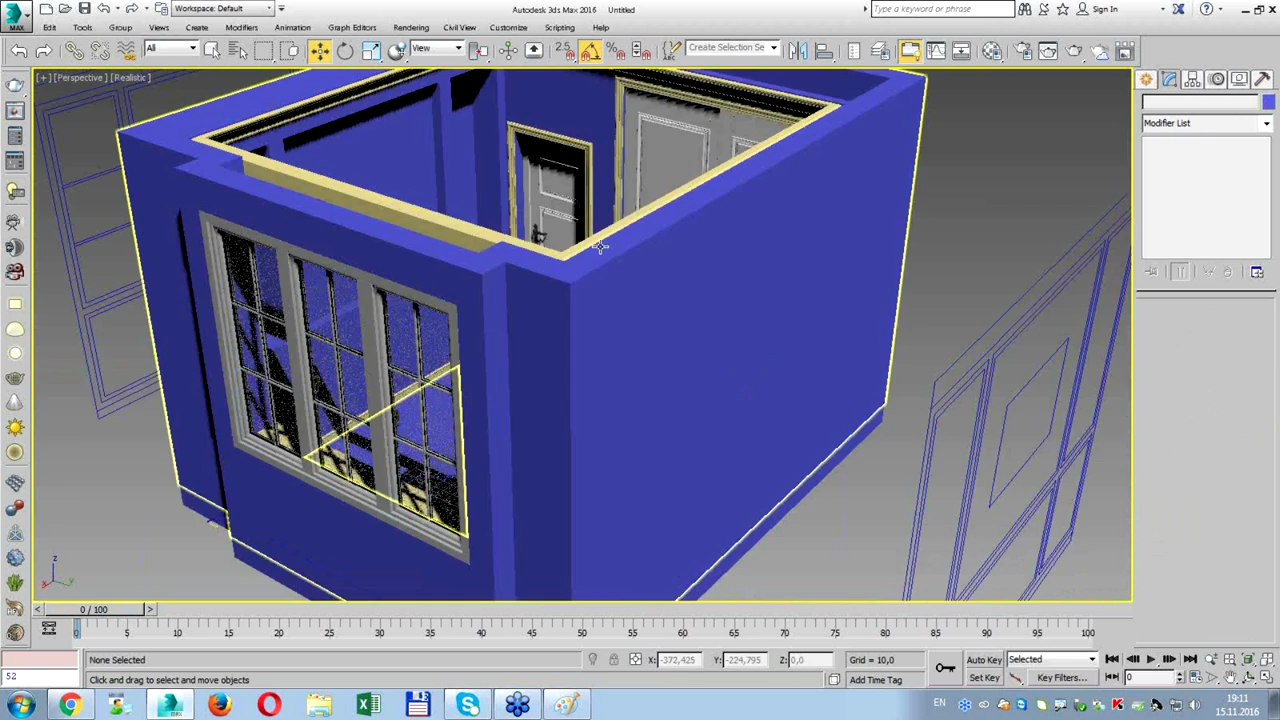 MAX
Workspace: Default
Autodesk 3ds Max 2016 Untitled
Type a keyword or phrase
Sign In
Edit Tools Group Views Create Modifiers Animation Graph Editors Rendering Civil View Customize Scripting Help
All
View
2.5
Create Selection Se
[+] [Perspective] [Realistic]
Modifier List
z
x
y
0 / 100
0 5 10 15 20 25 30 35 40 45 50 55 60 65 70 75 80 85 90 95 100
None Selected
X: -372,425
Y: -224,795
Z: 0,0
Grid = 10,0
Auto Key
Selected
52
Click and drag to select and move objects
Add Time Tag
Set Key
Key Filters...
0
EN
19:11
15.11.2016